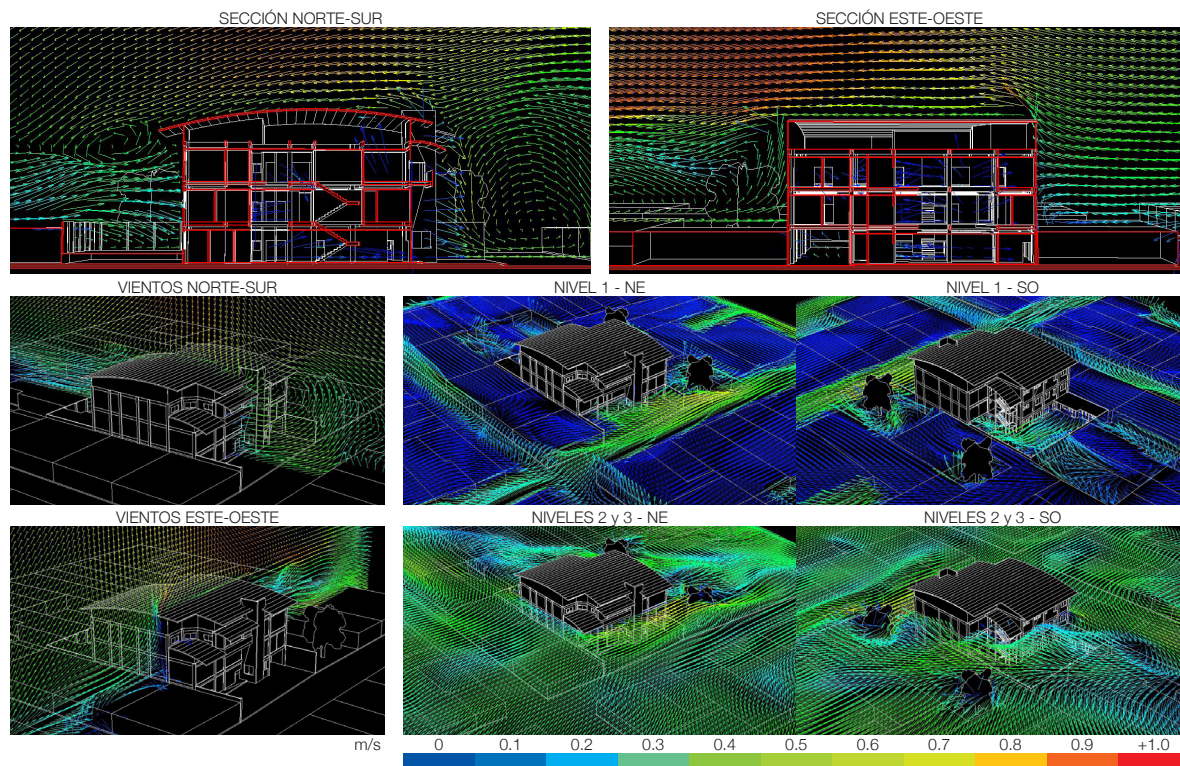 SECCIÓN NORTE-SUR
SECCIÓN ESTE-OESTE
VIENTOS NORTE-SUR
NIVEL 1 - NE
NIVEL 1 - SO
VIENTOS ESTE-OESTE
NIVELES 2 y 3 - NE
NIVELES 2 y 3 - SO
m/s 0 0.1 0.2 0.3 0.4 0.5 0.6 0.7 0.8 0.9 +1.0